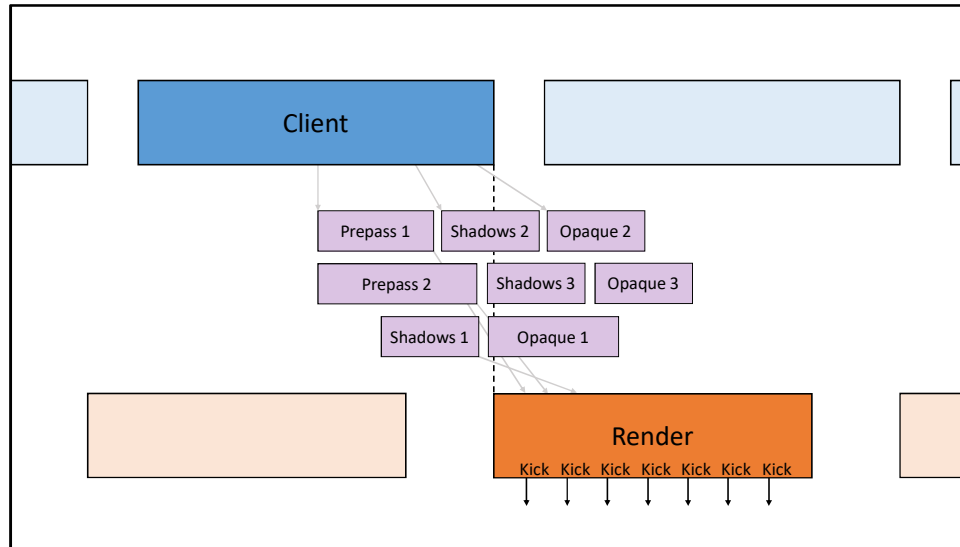 Client
Prepass 1 Shadows 2 Opaque 2
Prepass 2 Shadows 3 Opaque 3
Shadows 1 Opaque 1
Render
Kick Kick Kick Kick Kick Kick Kick